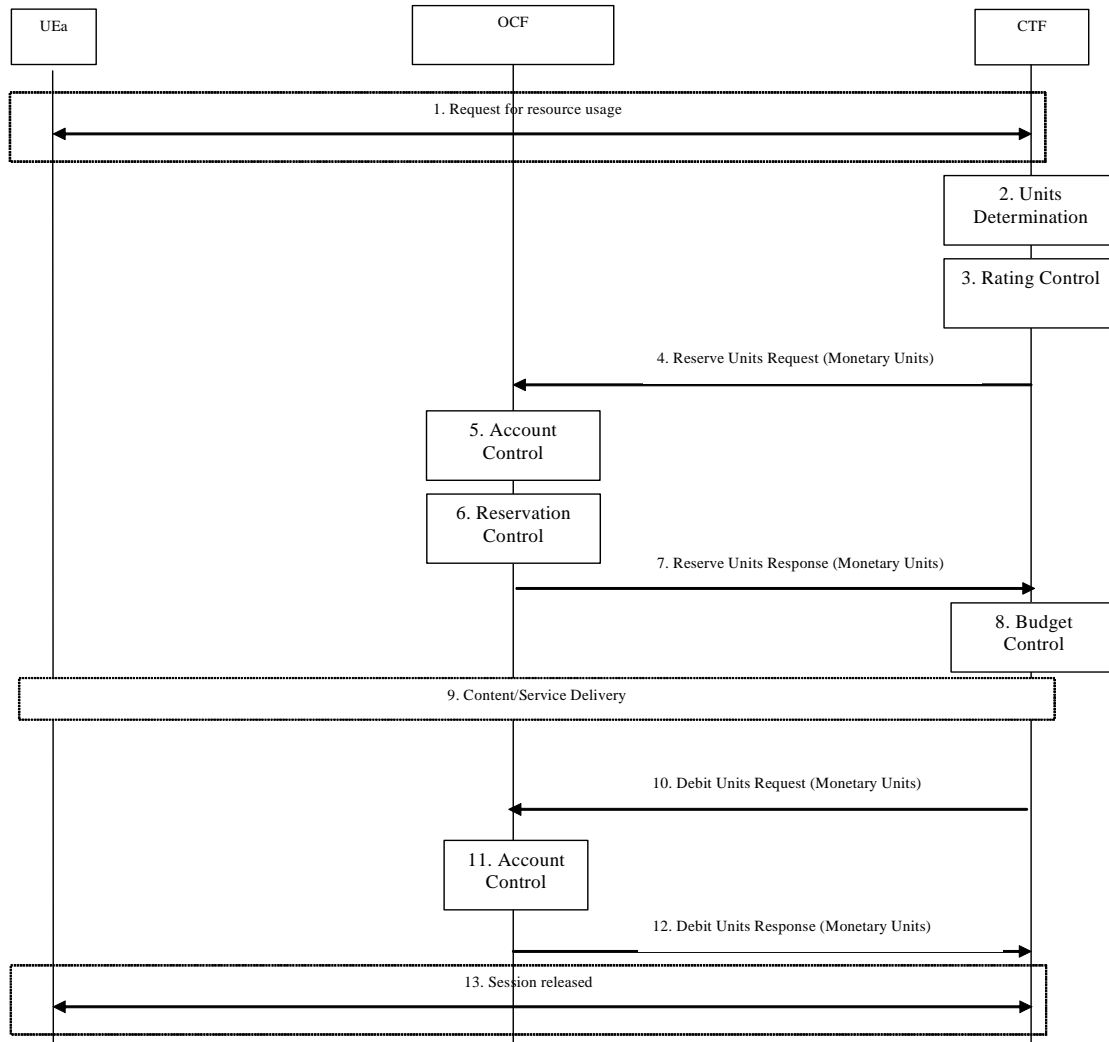 UEa
OCF
CTF
1. Request for resource usage
2. Units
Determination
3. Rating Control
4. Reserve Units Request (Monetary Units)
5. Account
Control
6. Reservation
Control
7. Reserve Units Response (Monetary Units)
8. Budget
Control
9. Content/Service Delivery
10. Debit Units Request (Monetary Units)
11. Account
Control
12. Debit Units Response (Monetary Units)
13. Session released